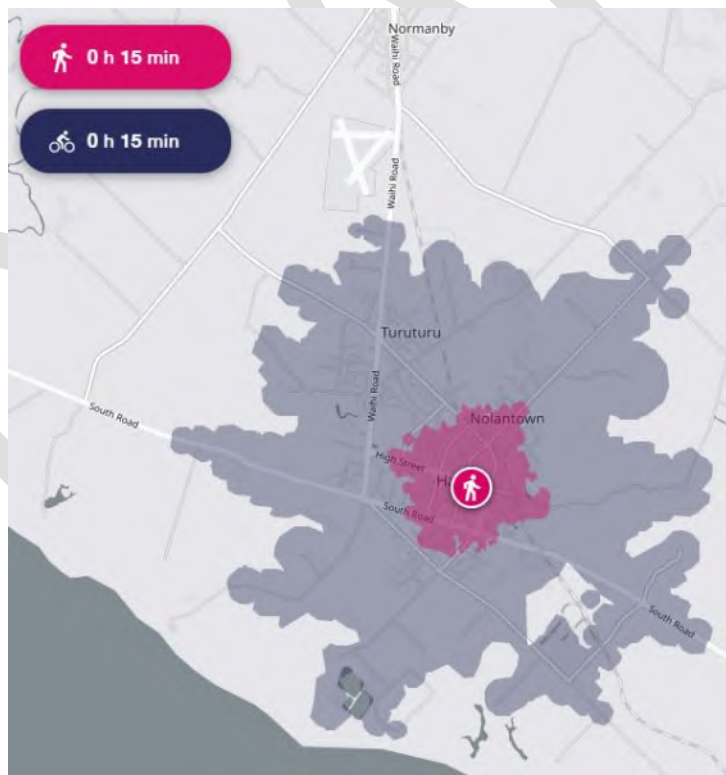 0 h 15 min
0 h 15 min
Normanby
Waihi Road
Waihi Road
Turuturu
Waihi Road
South Road
Nolantown
High Street
South Road
South Road